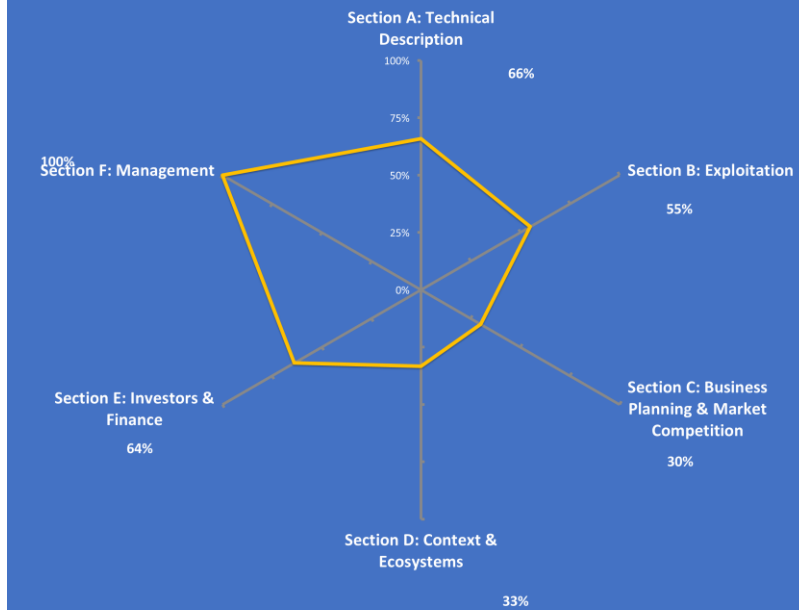 Section A: Technical
Description
100%
66%
75%
100%
Section F: Management
50%
Section B: Exploitation
55%
25%
0%
Section E: Investors &
Finance
64%
Section C: Business
Planning & Market
Competition
30%
Section D: Context &
Ecosystems
33%